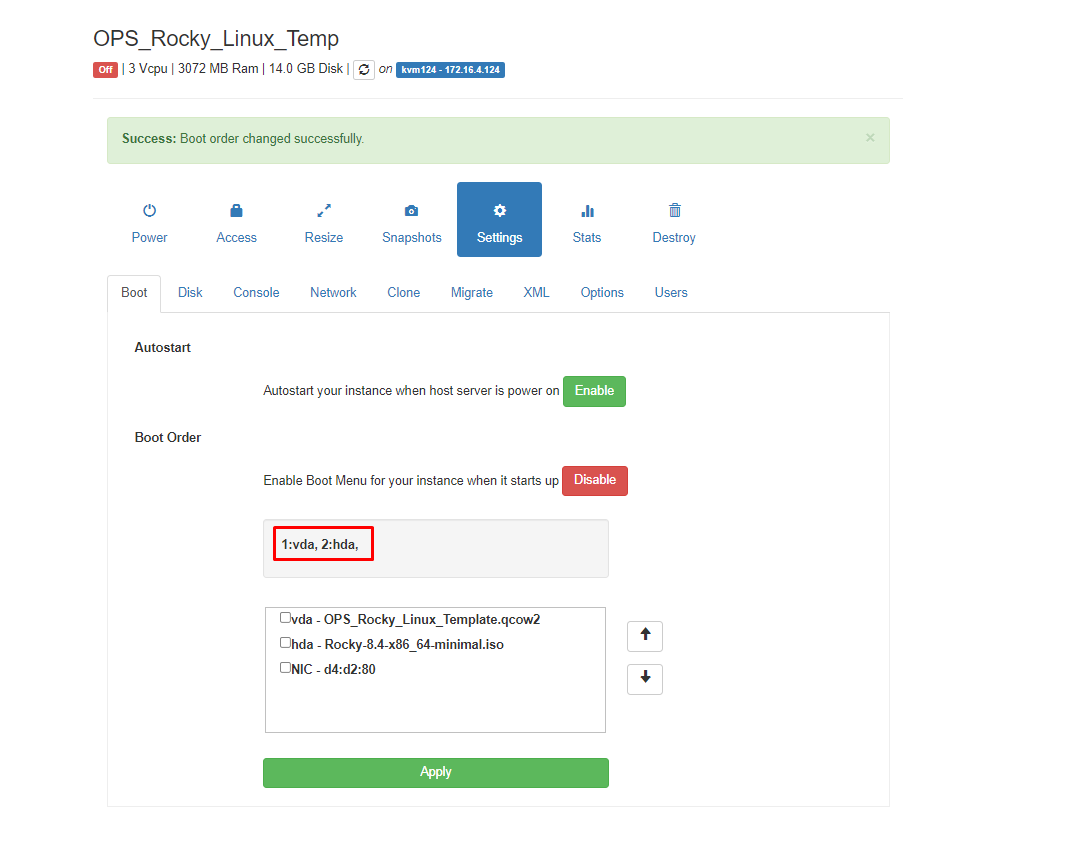 OPS_Rocky_Linux_Temp
Off | 3 Vcpu | 3072 MB Ram | 14.0 GB Disk | on kvm124 - 172.16.4.124
Success: Boot order changed successfully. ×
Power Access Resize Snapshots Settings Stats Destroy
Boot Disk Console Network Clone Migrate XML Options Users
Autostart
Autostart your instance when host server is power on Enable
Boot Order
Enable Boot Menu for your instance when it starts up Disable
1:vda, 2:hda,
vda - OPS_Rocky_Linux_Template.qcow2
hda - Rocky-8.4-x86_64-minimal.iso
NIC - d4:d2:80
Apply